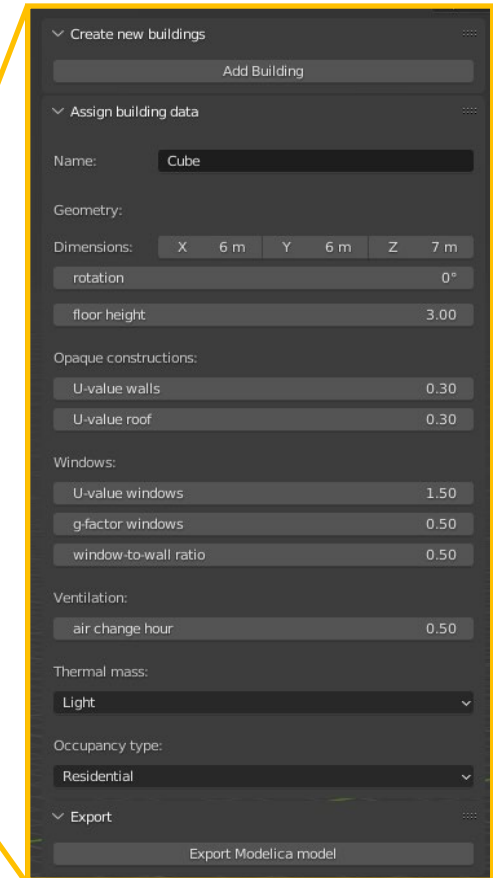 Create new buildings
Add Building
Assign building data
Name: Cube
Geometry:
Dimensions: X 6 m Y 6 m Z 7 m
rotation 0°
floor height 3.00
Opaque constructions:
U-value walls 0.30
U-value roof 0.30
Windows:
U-value windows 1.50
g-factor windows 0.50
window-to-wall ratio 0.50
Ventilation:
air change hour 0.50
Thermal mass:
Light
Occupancy type:
Residential
Export
Export Modelica model